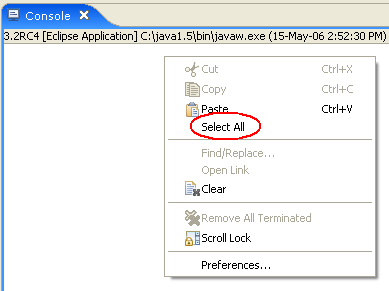 Console
3.2RC4 [Eclipse Application] C:\java1.5\bin\javaw.exe (15-May-06 2:52:30 PM)
Cut Ctrl+X
Copy Ctrl+C
Paste Ctrl+V
Select All
Find/Replace...
Open Link
Clear
Remove All Terminated
Scroll Lock
Preferences...